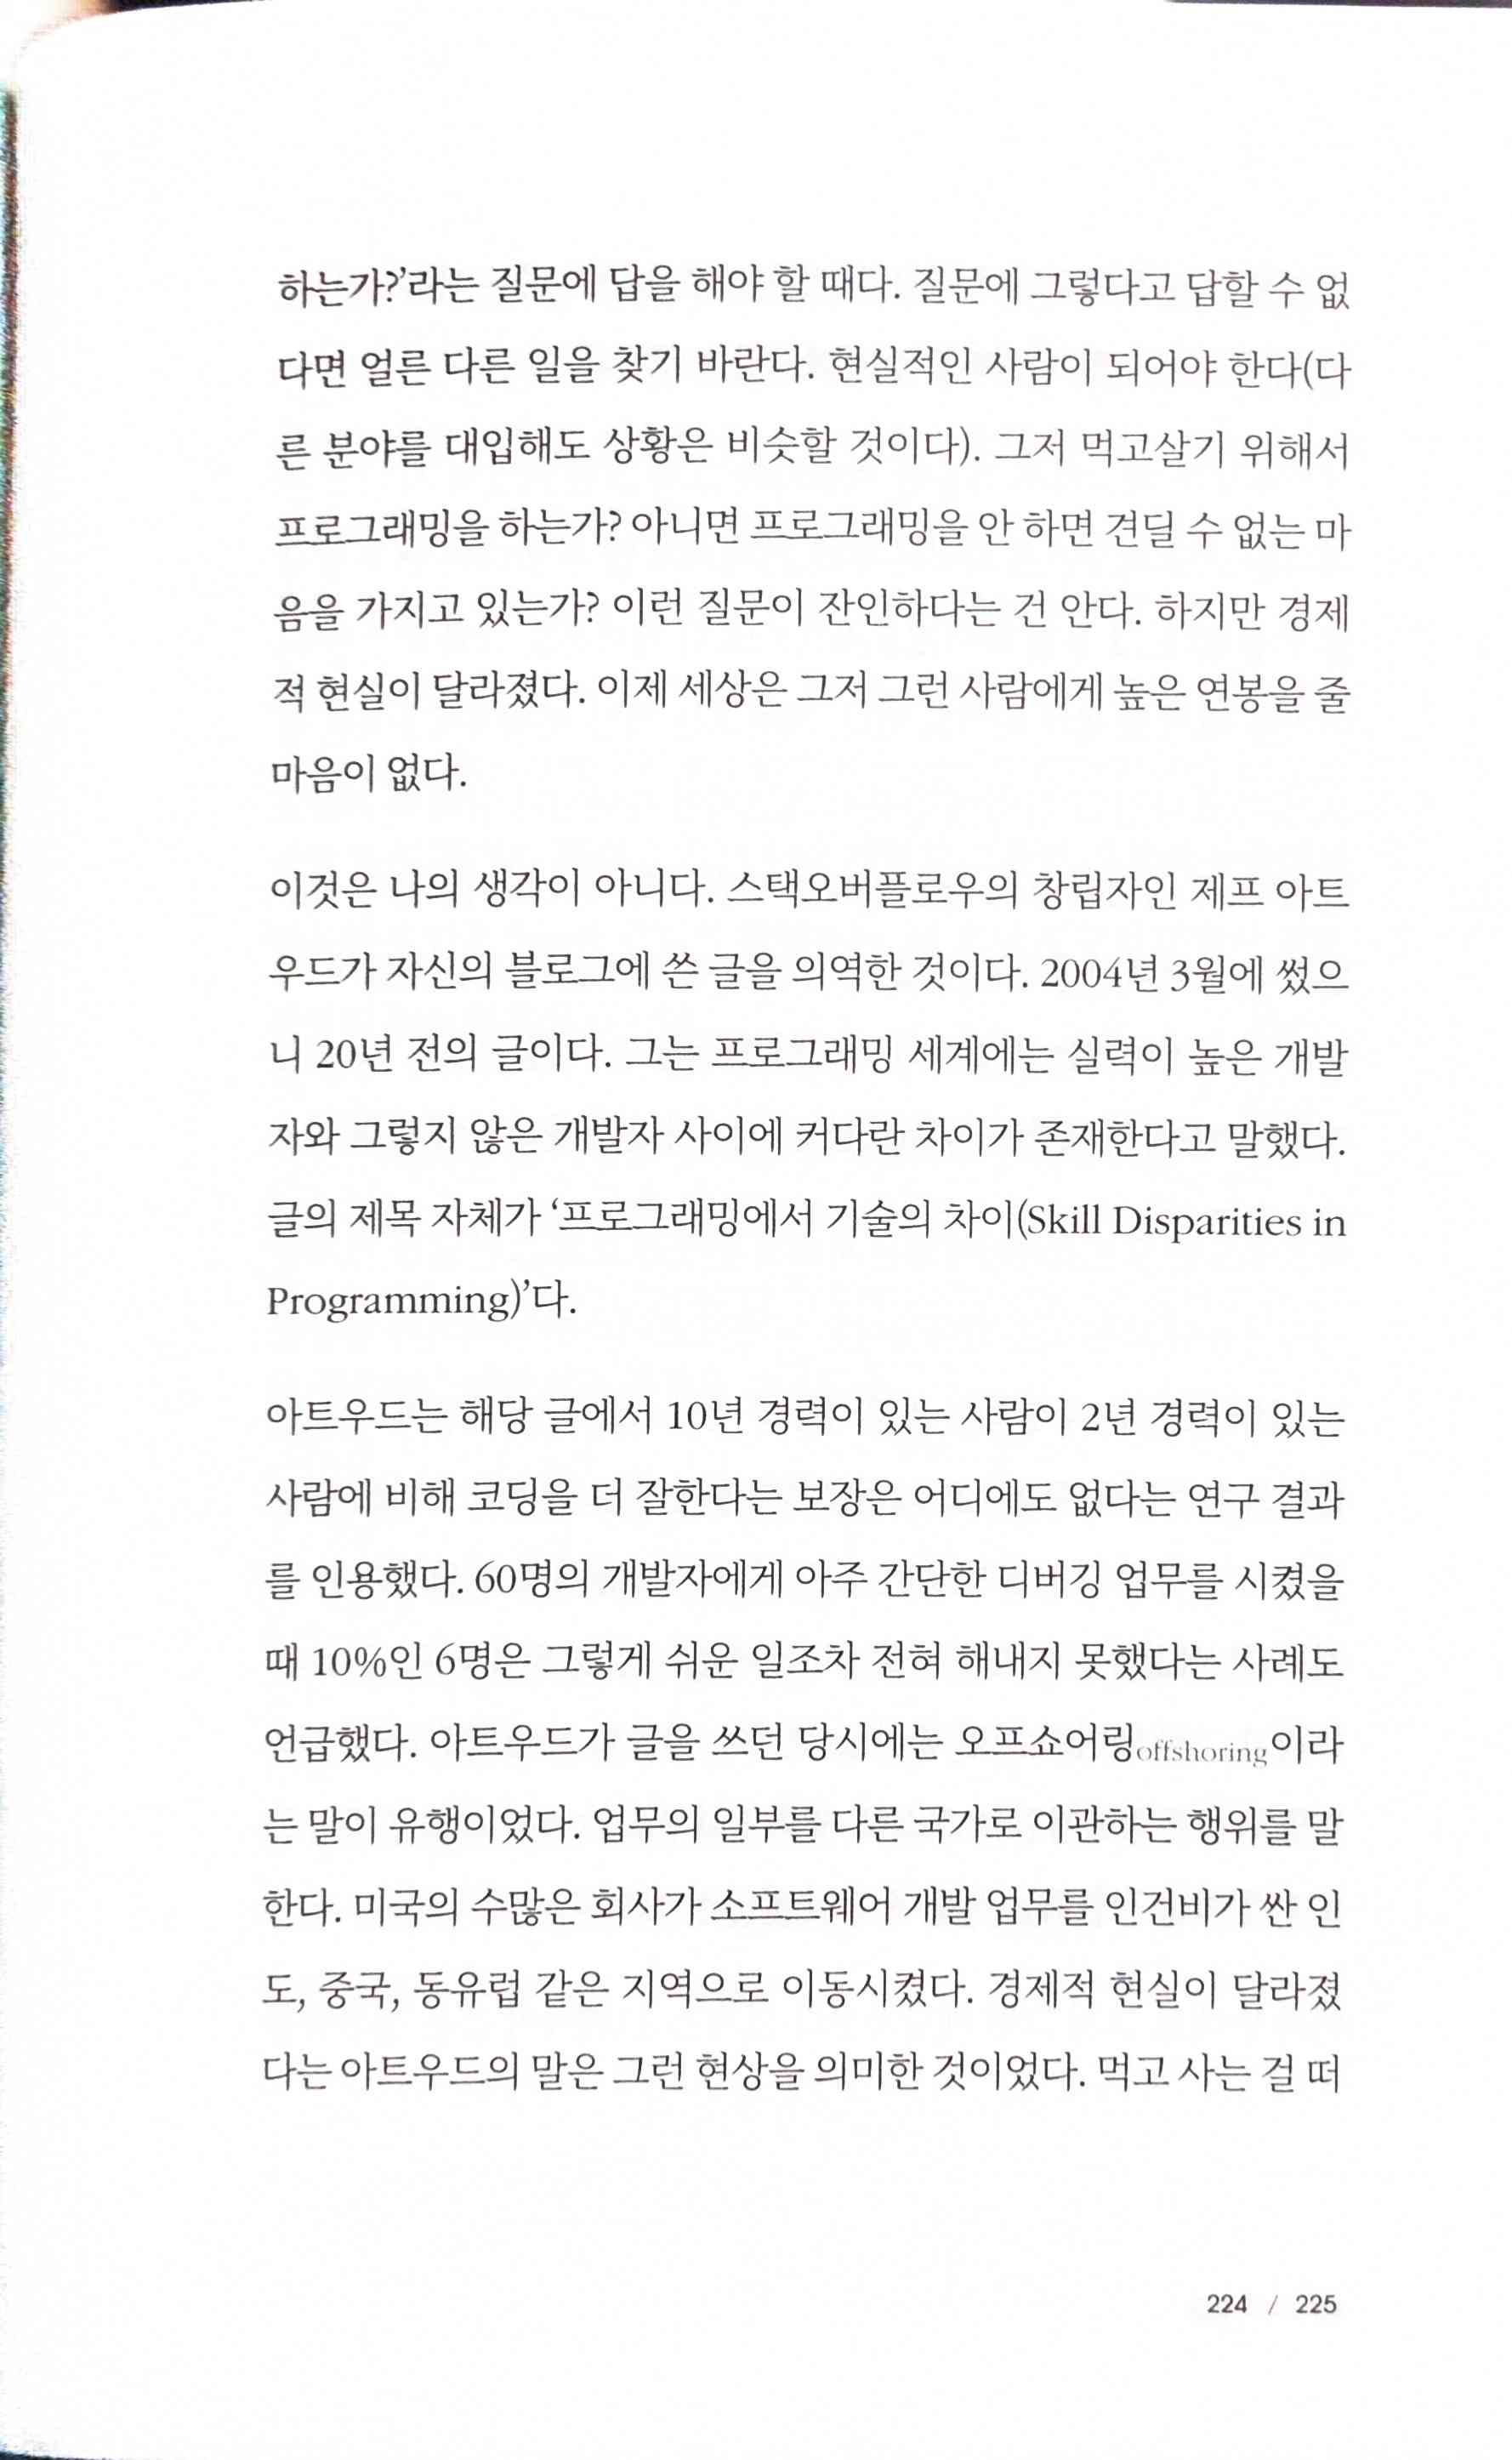 하는가?’라는 질문에 답을 해야 할 때다. 질문에 그렇다고 답할 수 없
다면 얼른 다른 일을 찾기 바란다. 현실적인 사람이 되어야 한다(다
른 분야를 대입해도 상황은 비슷할 것이다). 그저 먹고살기 위해서
프로그래밍을 하는가? 아니면 프로그래밍을 안 하면 견딜 수 없는 마
음을 가지고 있는가? 이런 질문이 잔인하다는 건 안다. 하지만 경제
적 현실이 달라졌다. 이제 세상은 그저 그런 사람에게 높은 연봉을 줄
마음이 없다.
이것은 나의 생각이 아니다. 스택오버플로우의 창립자인 제프 아트
우드가 자신의 블로그에 쓴 글을 의역한 것이다. 2004년 3월에 썼으
니 20년 전의 글이다. 그는 프로그래밍 세계에는 실력이 높은 개발
자와 그렇지 않은 개발자 사이에 커다란 차이가 존재한다고 말했다.
글의 제목 자체가 ‘프로그래밍에서 기술의 차이(Skill Disparities in
Programming)’다.
아트우드는 해당 글에서 10년 경력이 있는 사람이 2년 경력이 있는
사람에 비해 코딩을 더 잘한다는 보장은 어디에도 없다는 연구 결과
를 인용했다. 60명의 개발자에게 아주 간단한 디버깅 업무를 시켰을
때 10%인 6명은 그렇게 쉬운 일조차 전혀 해내지 못했다는 사례도
언급했다. 아트우드가 글을 쓰던 당시에는 오프쇼어링offshoring이라
는 말이 유행이었다. 업무의 일부를 다른 국가로 이관하는 행위를 말
한다. 미국의 수많은 회사가 소프트웨어 개발 업무를 인건비가 싼 인
도, 중국, 동유럽 같은 지역으로 이동시켰다. 경제적 현실이 달라졌
다는 아트우드의 말은 그런 현상을 의미한 것이었다. 먹고 사는 걸 떠
224 / 225